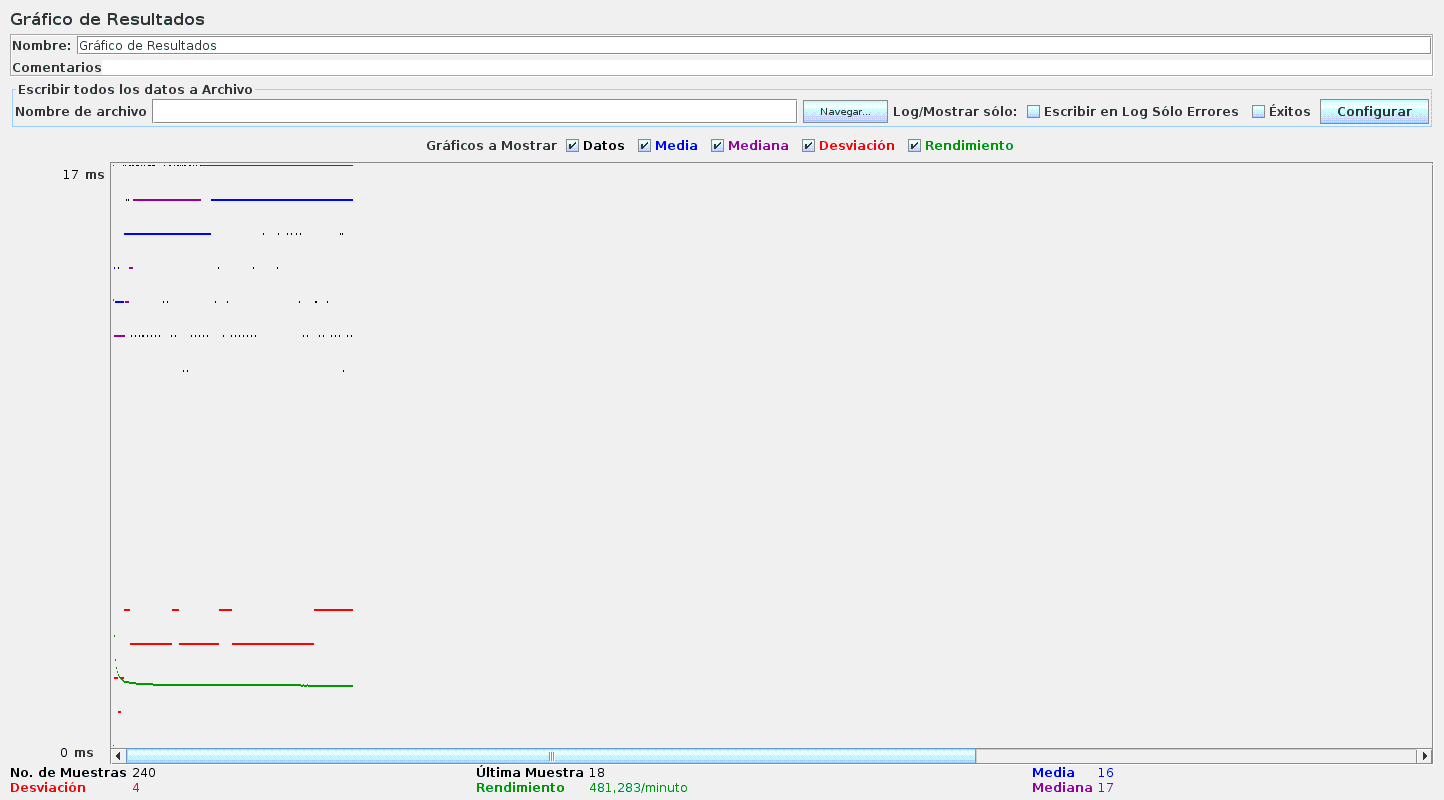 Gráfico de Resultados
Nombre: Gráfico de Resultados
Comentarios
Escribir todos los datos a Archivo
Nombre de archivo Navegar... Log/Mostrar sólo: Escribir en Log Sólo Errores Éxitos Configurar
Gráficos a Mostrar Datos Media Mediana Desviación Rendimiento
17 ms
0 ms
No. de Muestras 240 Última Muestra 18 Media 16
Desviación 4 Rendimiento 481,283/minuto Mediana 17